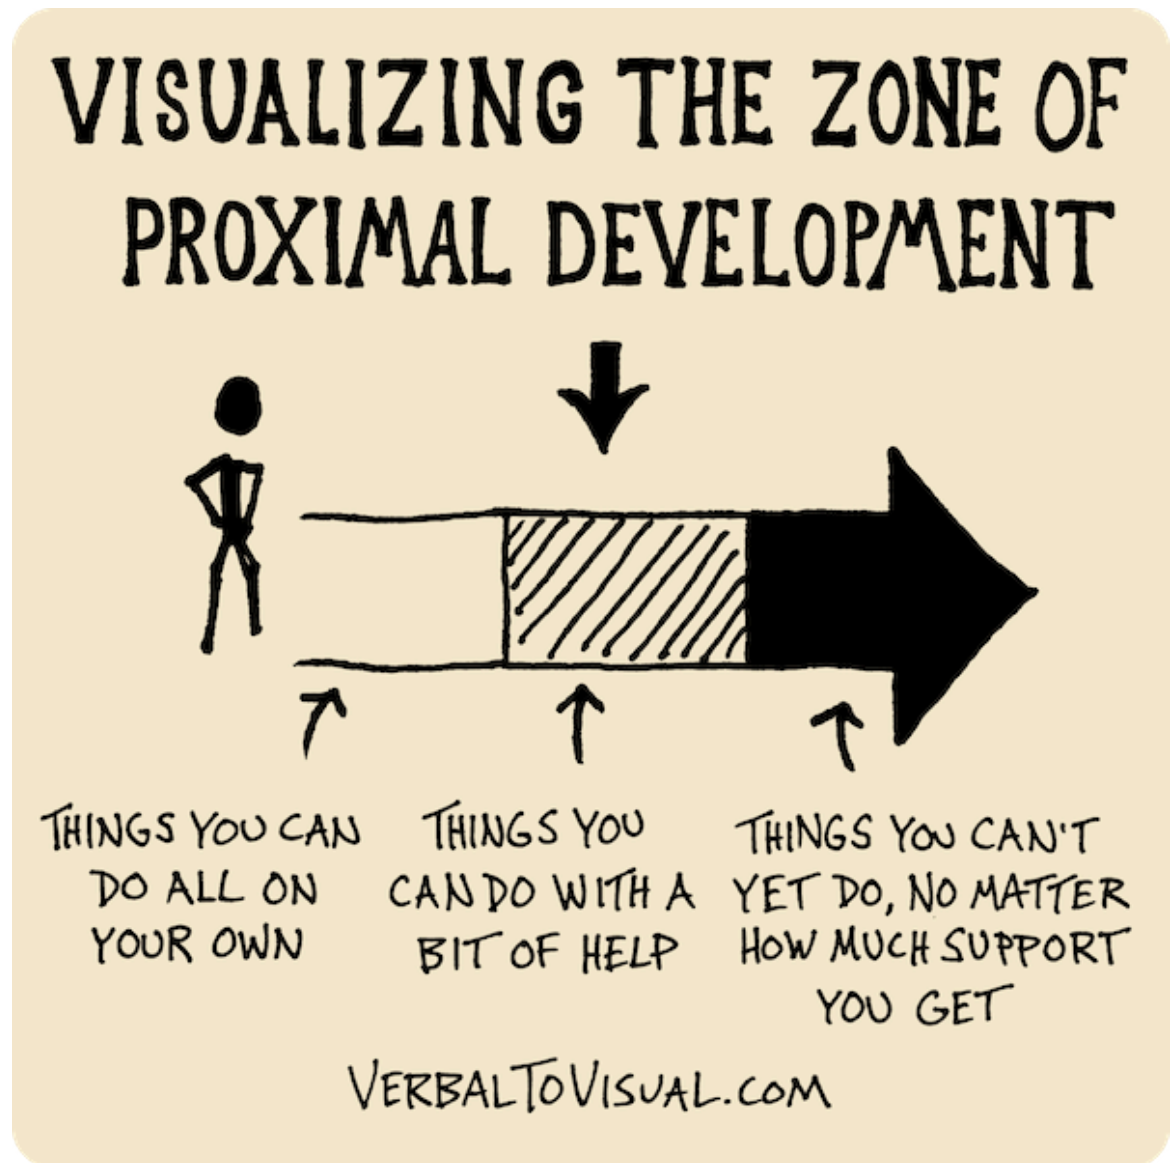 VISUALIZING THE ZONE OF
PROXIMAL DEVELOPMENT
THINGS YOU CAN
DO ALL ON
YOUR OWN
THINGS YOU
CAN DO WITH A
BIT OF HELP
THINGS YOU CAN'T
YET DO, NO MATTER
HOW MUCH SUPPORT
YOU GET
VERBALTOVISUAL.COM